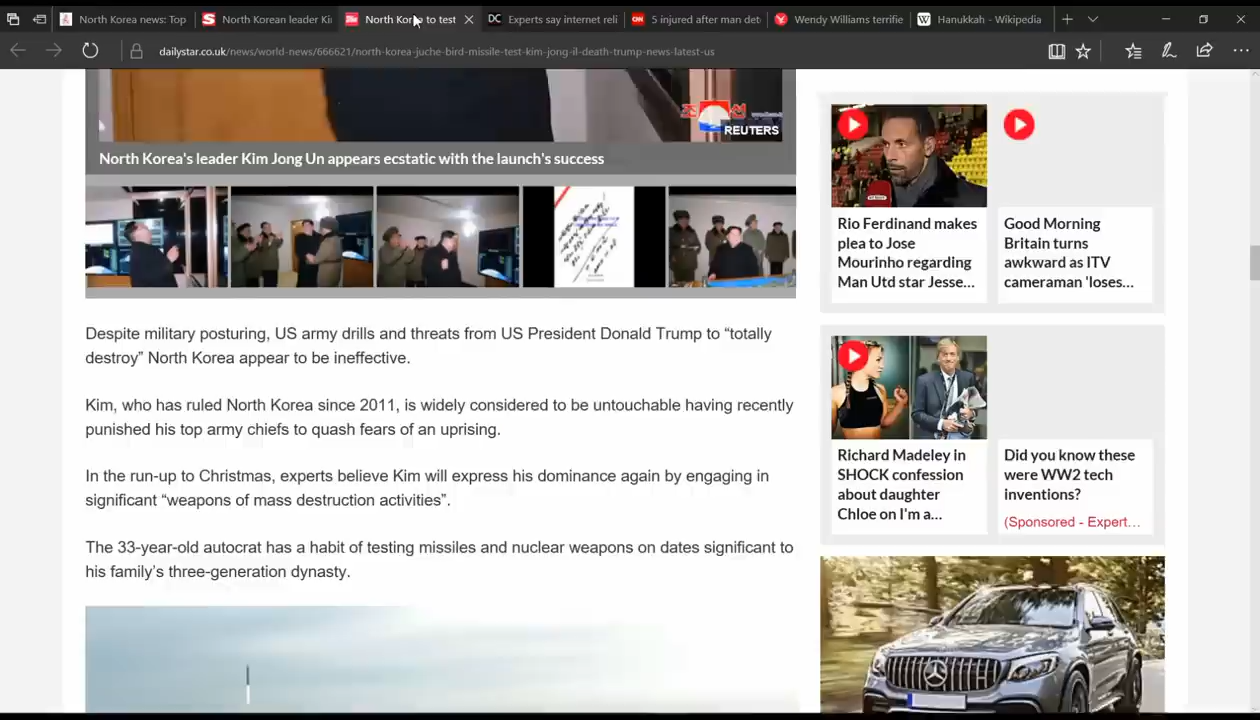 North Korea news: Top
North Korean leader Ki
North Korea to test
DC
Experts say internet reli
CNN
5 injured after man det
Wendy Williams terrifie
W
Hanukkah - Wikipedia
dailystar.co.uk/news/world-news/666621/north-korea-juche-bird-missile-test-kim-jong-il-death-trump-news-latest-us
REUTERS
North Korea's leader Kim Jong Un appears ecstatic with the launch's success
Despite military posturing, US army drills and threats from US President Donald Trump to “totally
destroy” North Korea appear to be ineffective.
Kim, who has ruled North Korea since 2011, is widely considered to be untouchable having recently
punished his top army chiefs to quash fears of an uprising.
In the run-up to Christmas, experts believe Kim will express his dominance again by engaging in
significant “weapons of mass destruction activities”.
The 33-year-old autocrat has a habit of testing missiles and nuclear weapons on dates significant to
his family’s three-generation dynasty.
Rio Ferdinand makes
plea to Jose
Mourinho regarding
Man Utd star Jesse...
Good Morning
Britain turns
awkward as ITV
cameraman 'loses...
Richard Madeley in
SHOCK confession
about daughter
Chloe on I'm a...
Did you know these
were WW2 tech
inventions?
(Sponsored - Expert...